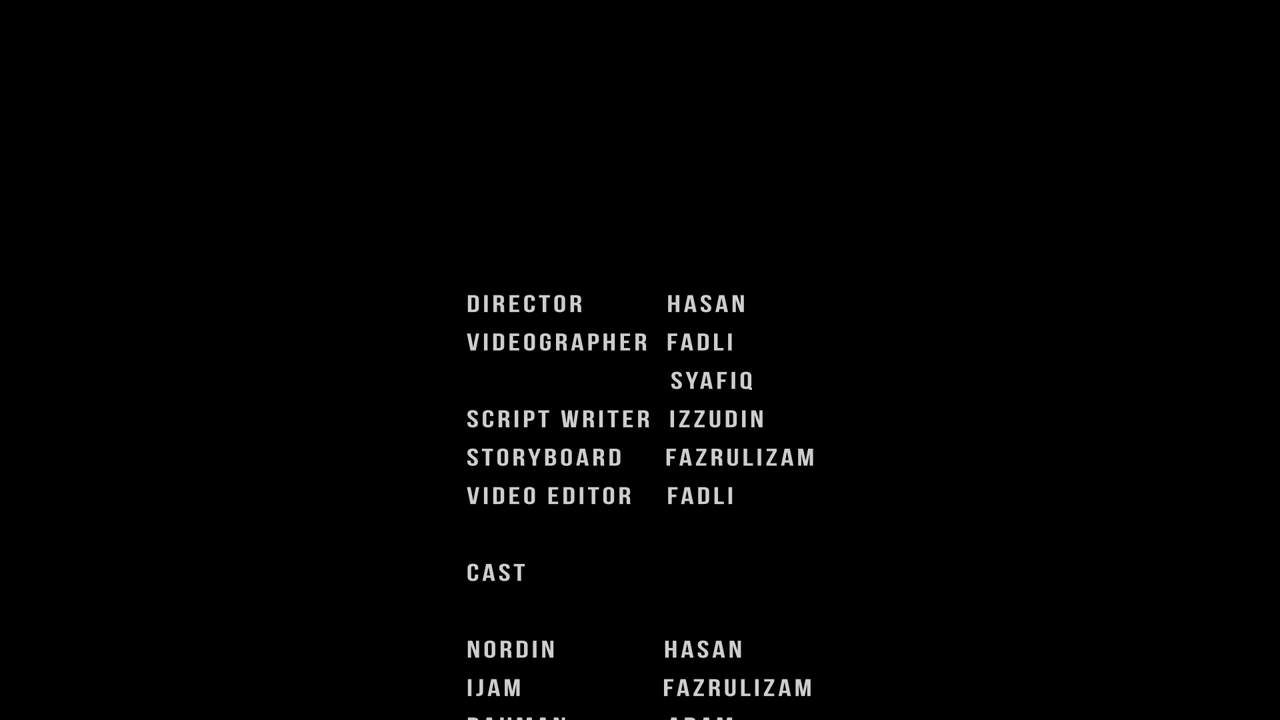 DIRECTOR HASAN
VIDEOGRAPHER FADLI
SYAFIQ
SCRIPT WRITER IZZUDIN
STORYBOARD FAZRULIZAM
VIDEO EDITOR FADLI
CAST
NORDIN HASAN
IJAM FAZRULIZAM